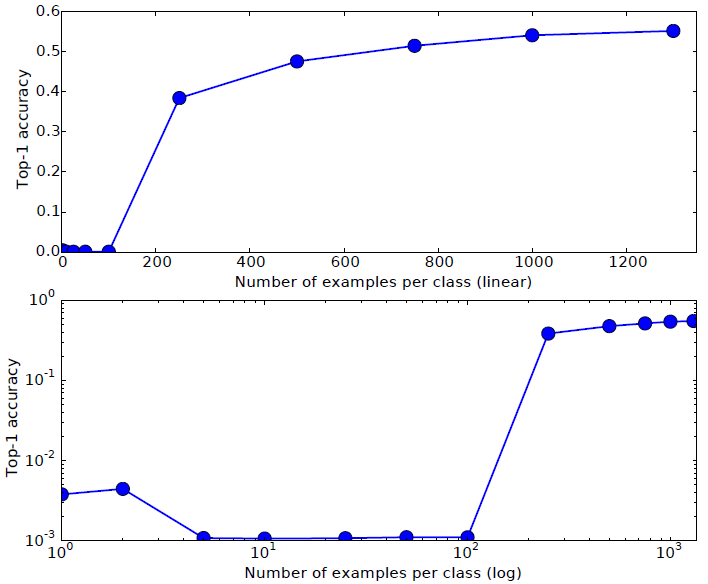 0.6
0.5
0.4
0.3
0.2
0.1
0.0
Top-1 accuracy
0 200 400 600 800 1000 1200
Number of examples per class (linear)
10^0
10^-1
10^-2
10^-3
Top-1 accuracy
10^0 10^1 10^2 10^3
Number of examples per class (log)